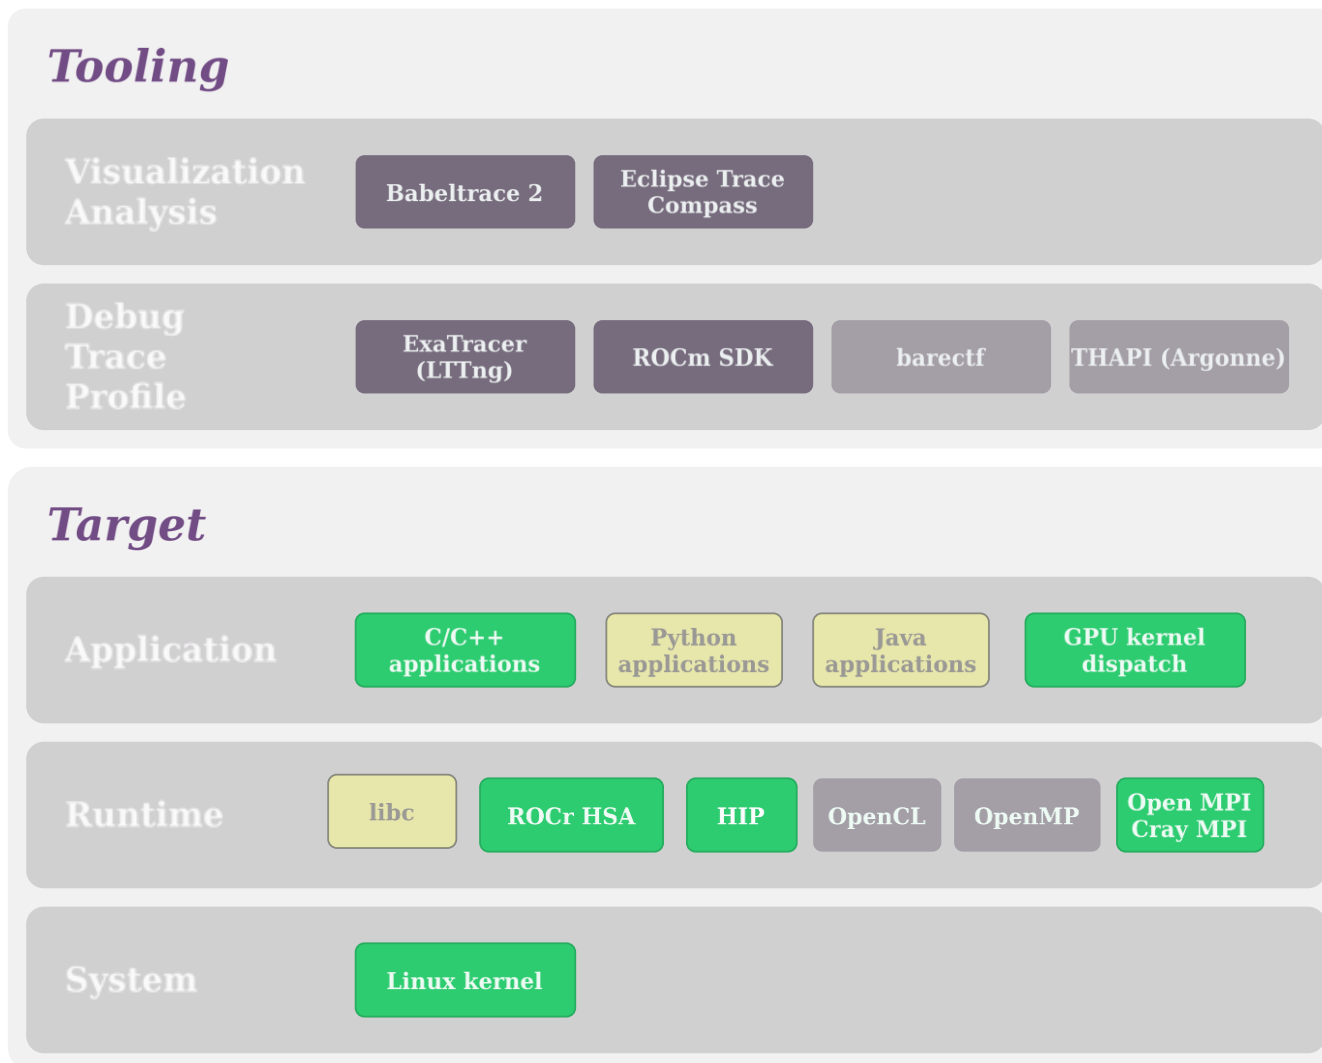 Tooling
Visualization
Analysis
Babeltrace 2
Eclipse Trace
Compass
Debug
Trace
Profile
ExaTracer
(LTTng)
ROCm SDK
barectf
THAPI (Argonne)
Target
Application
C/C++
applications
Python
applications
Java
applications
GPU kernel
dispatch
Runtime
libc
ROCr HSA
HIP
OpenCL
OpenMP
Open MPI
Cray MPI
System
Linux kernel